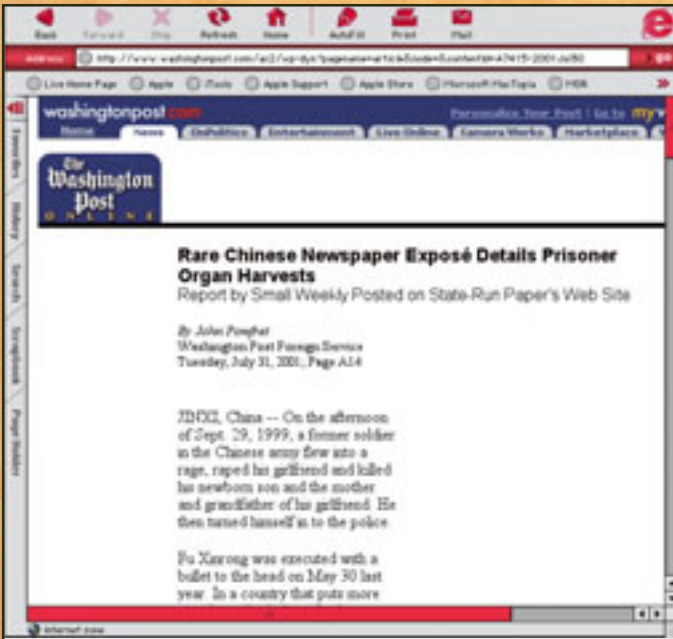 Back Forward Stop Refresh Home AutoFill Print Mail
Address: go
Live Home Page Apple iTools Apple Support Apple Store Microsoft MacTopia
washingtonpost.com Personalize Your Post | Go to my
Home News OnPolitics Entertainment Live Online Camera Works Marketplace
Favorites
History
Search
Scrapbook
Page Holder
The
Washington
Post
ONLINE
Rare Chinese Newspaper Exposé Details Prisoner
Organ Harvests
Report by Small Weekly Posted on State-Run Paper's Web Site
By John Pomfret
Washington Post Foreign Service
Tuesday, July 31, 2001; Page A14
China -- On the afternoon
of Sept. 29, 1999, a former soldier
in the Chinese army flew into a
rage, raped his girlfriend and killed
his newborn son and the mother
and grandfather of his girlfriend. He
then turned himself in to the police.
Fu Xinrong was executed with a
bullet to the head on May 30 last
year. In a country that puts more
Internet zone